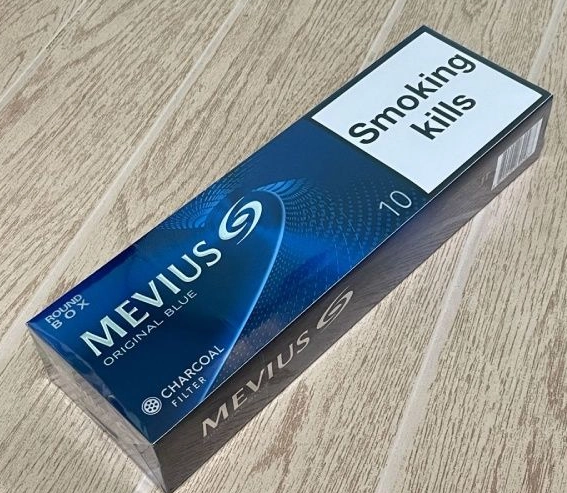 Smoking
kills
10
ROUND
BOX
MEVIUS
ORIGINAL BLUE
CHARCOAL
FILTER
MEVIUS